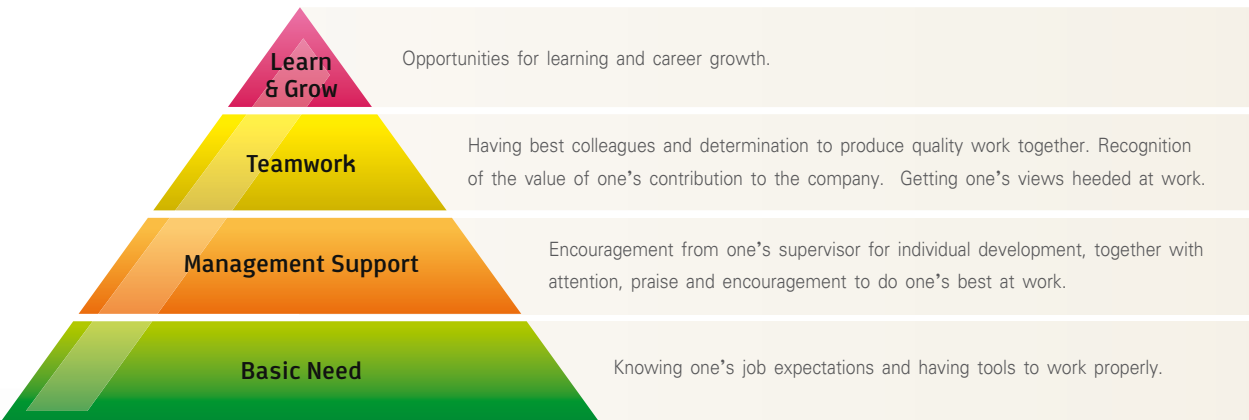 Learn
& Grow
Opportunities for learning and career growth.
Teamwork
Having best colleagues and determination to produce quality work together. Recognition
of the value of one's contribution to the company. Getting one's views heeded at work.
Management Support
Encouragement from one's supervisor for individual development, together with
attention, praise and encouragement to do one's best at work.
Basic Need
Knowing one's job expectations and having tools to work properly.